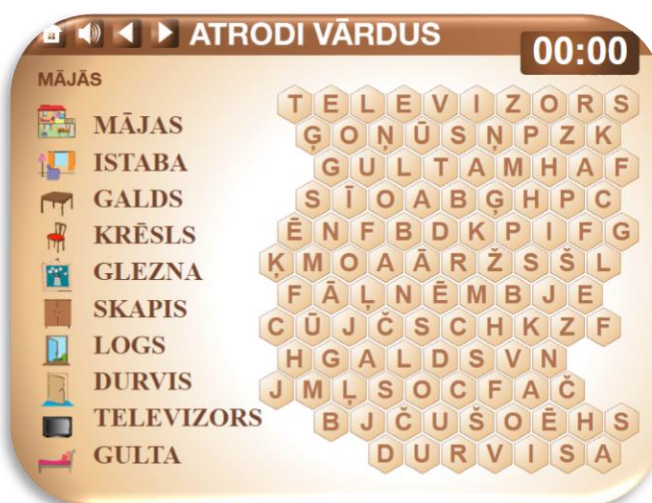 ATRODI VĀRDUS
00:00
MĀJĀS
MĀJAS
ISTABA
GALDS
KRĒSLS
GLEZNA
SKAPIS
LOGS
DURVIS
TELEVIZORS
GULTA
T E L E V I Z O R S
Ģ O Ņ Ū S Ņ P Z K
G U L T A M H A F
S Ī O A B Ģ H P C
Ē N F B D K P I F G
Ķ M O A Ā R Ž S Š L
F Ā Ļ N Ē M B J E
C Ū J Č S C H K Z F
H G A L D S V N
J M Ļ S O C F A Č
B J Č U Š O Ē H S
D U R V I S A